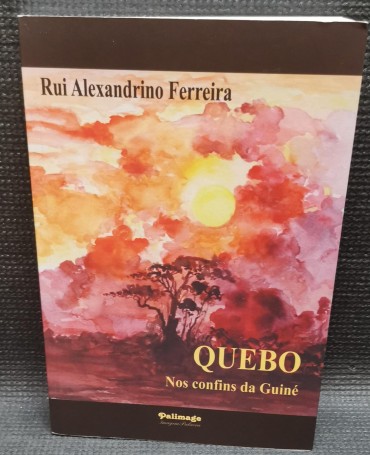 Rui Alexandrino Ferreira
QUEBO
Nos confins da Guiné
Palimage